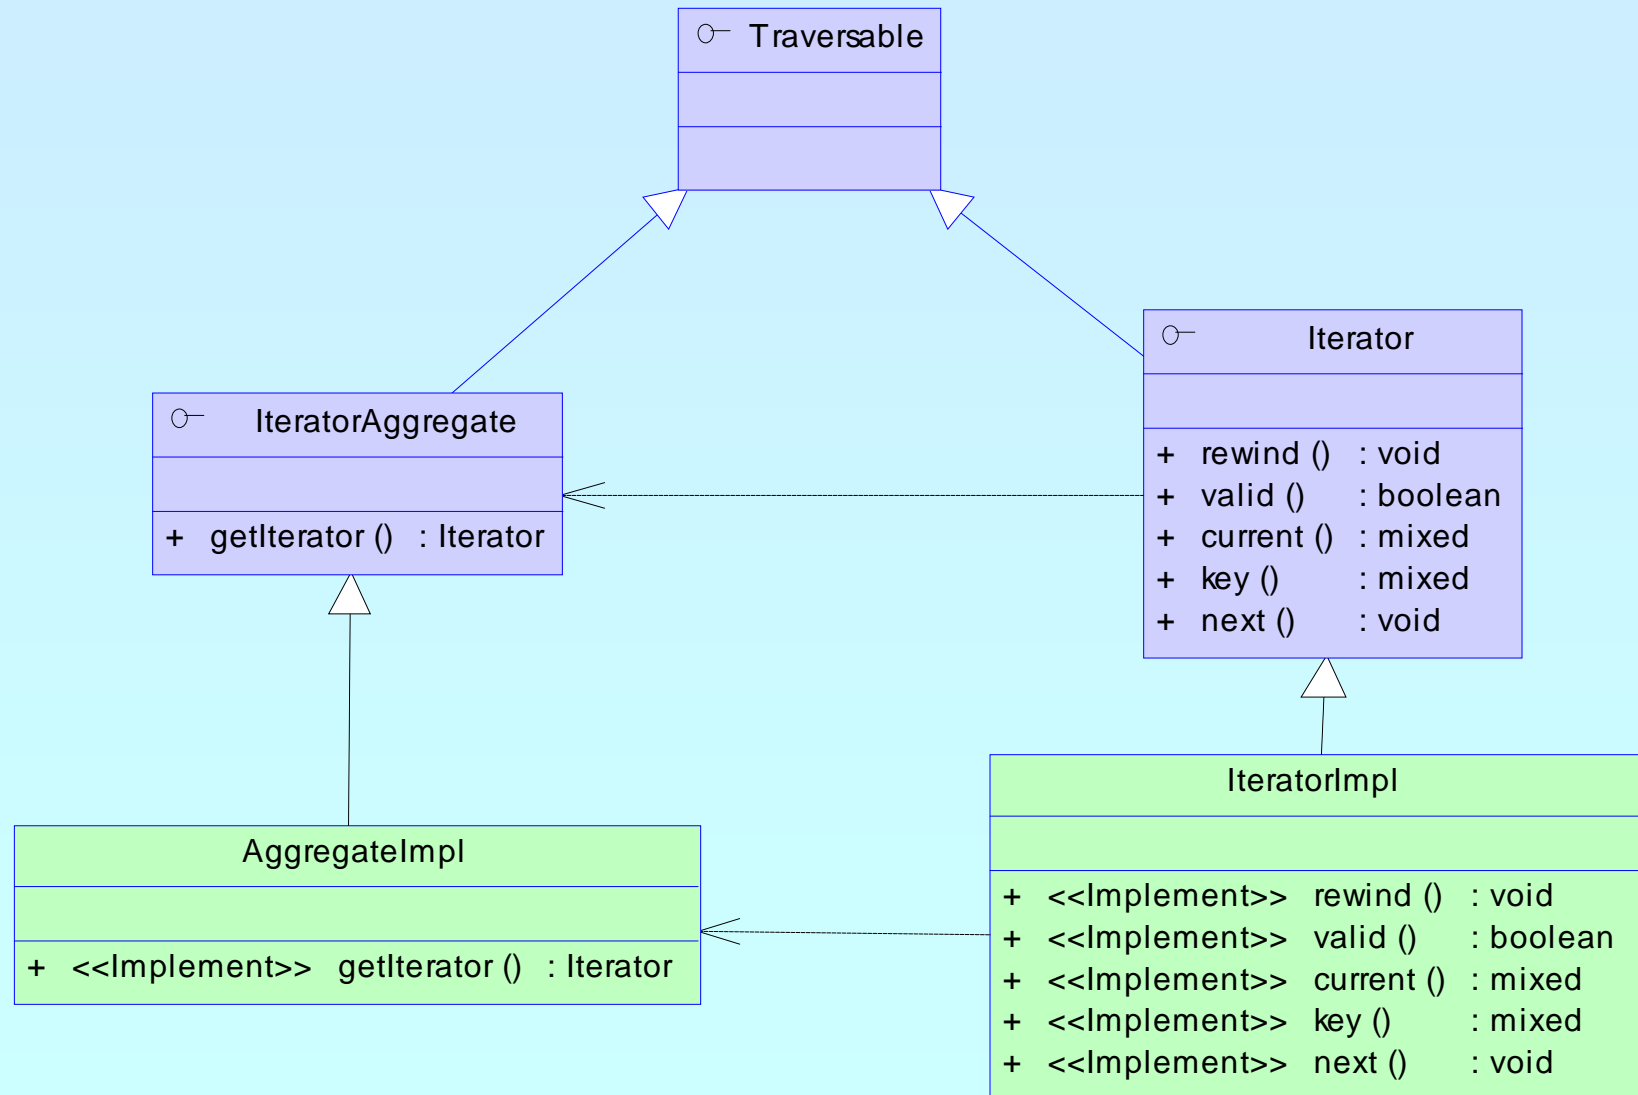 Traversable
Iterator
+ rewind () : void
+ valid () : boolean
+ current () : mixed
+ key () : mixed
+ next () : void
IteratorAggregate
+ getIterator () : Iterator
AggregateImpl
+ <<Implement>> getIterator () : Iterator
IteratorImpl
+ <<Implement>> rewind () : void
+ <<Implement>> valid () : boolean
+ <<Implement>> current () : mixed
+ <<Implement>> key () : mixed
+ <<Implement>> next () : void